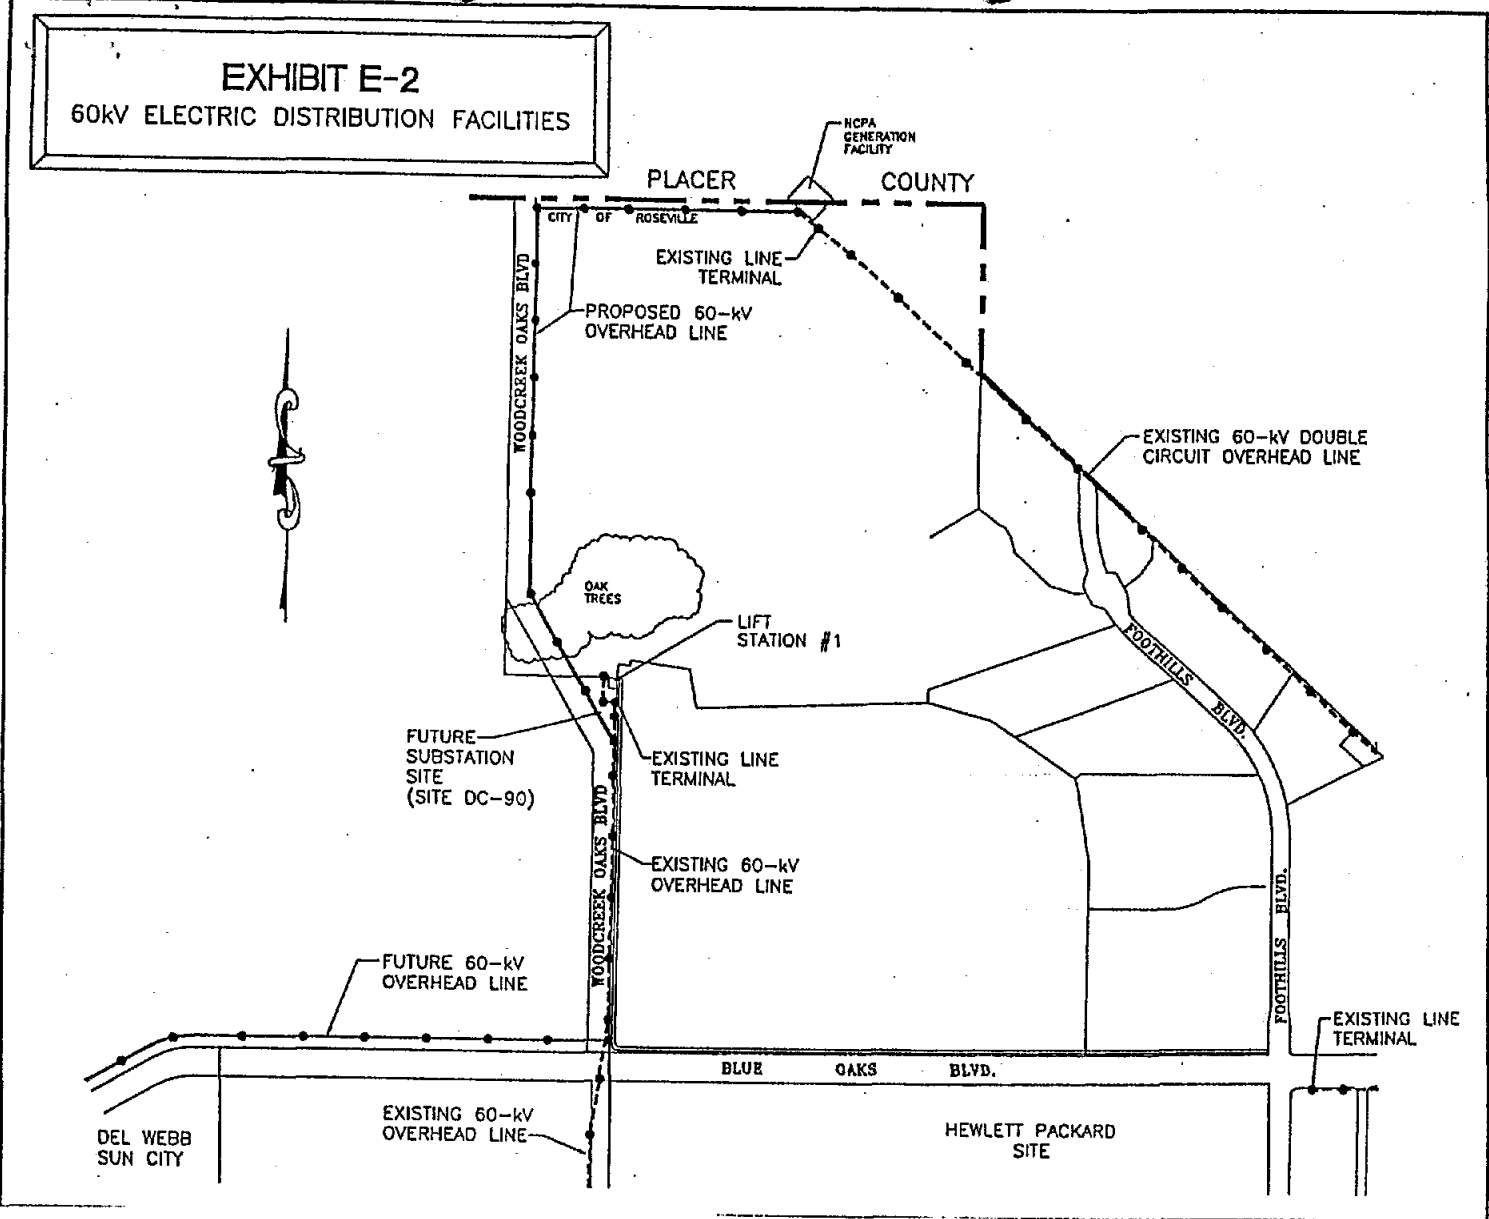 EXHIBIT E-2
60kV ELECTRIC DISTRIBUTION FACILITIES
NCPA
GENERATION
FACILITY
PLACER COUNTY
CITY OF ROSEVILLE
EXISTING LINE
TERMINAL
WOODCREEK OAKS BLVD
PROPOSED 60-kV
OVERHEAD LINE
EXISTING 60-kV DOUBLE
CIRCUIT OVERHEAD LINE
OAK
TREES
LIFT
STATION #1
FOOTHILLS BLVD.
FUTURE
SUBSTATION
SITE
(SITE DC-90)
EXISTING LINE
TERMINAL
WOODCREEK OAKS BLVD
EXISTING 60-kV
OVERHEAD LINE
FOOTHILLS BLVD.
FUTURE 60-kV
OVERHEAD LINE
EXISTING LINE
TERMINAL
BLUE OAKS BLVD.
EXISTING 60-kV
OVERHEAD LINE
DEL WEBB
SUN CITY
HEWLETT PACKARD
SITE